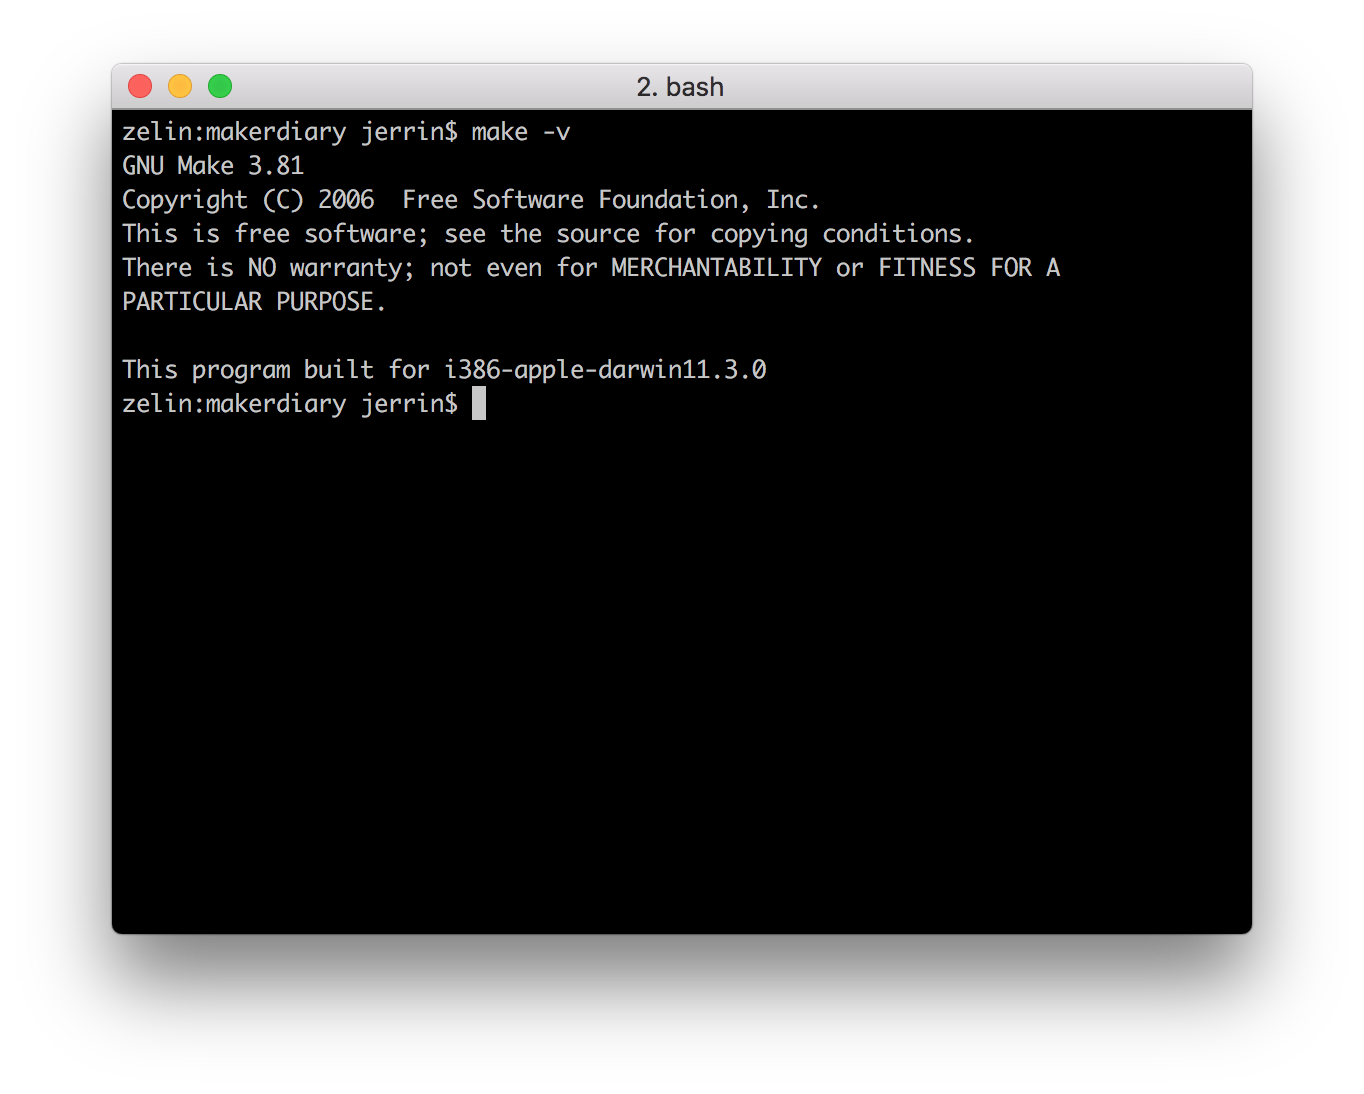 2. bash
zelin:makerdiary jerrin$ make -v
GNU Make 3.81
Copyright (C) 2006  Free Software Foundation, Inc.
This is free software; see the source for copying conditions.
There is NO warranty; not even for MERCHANTABILITY or FITNESS FOR A
PARTICULAR PURPOSE.

This program built for i386-apple-darwin11.3.0
zelin:makerdiary jerrin$